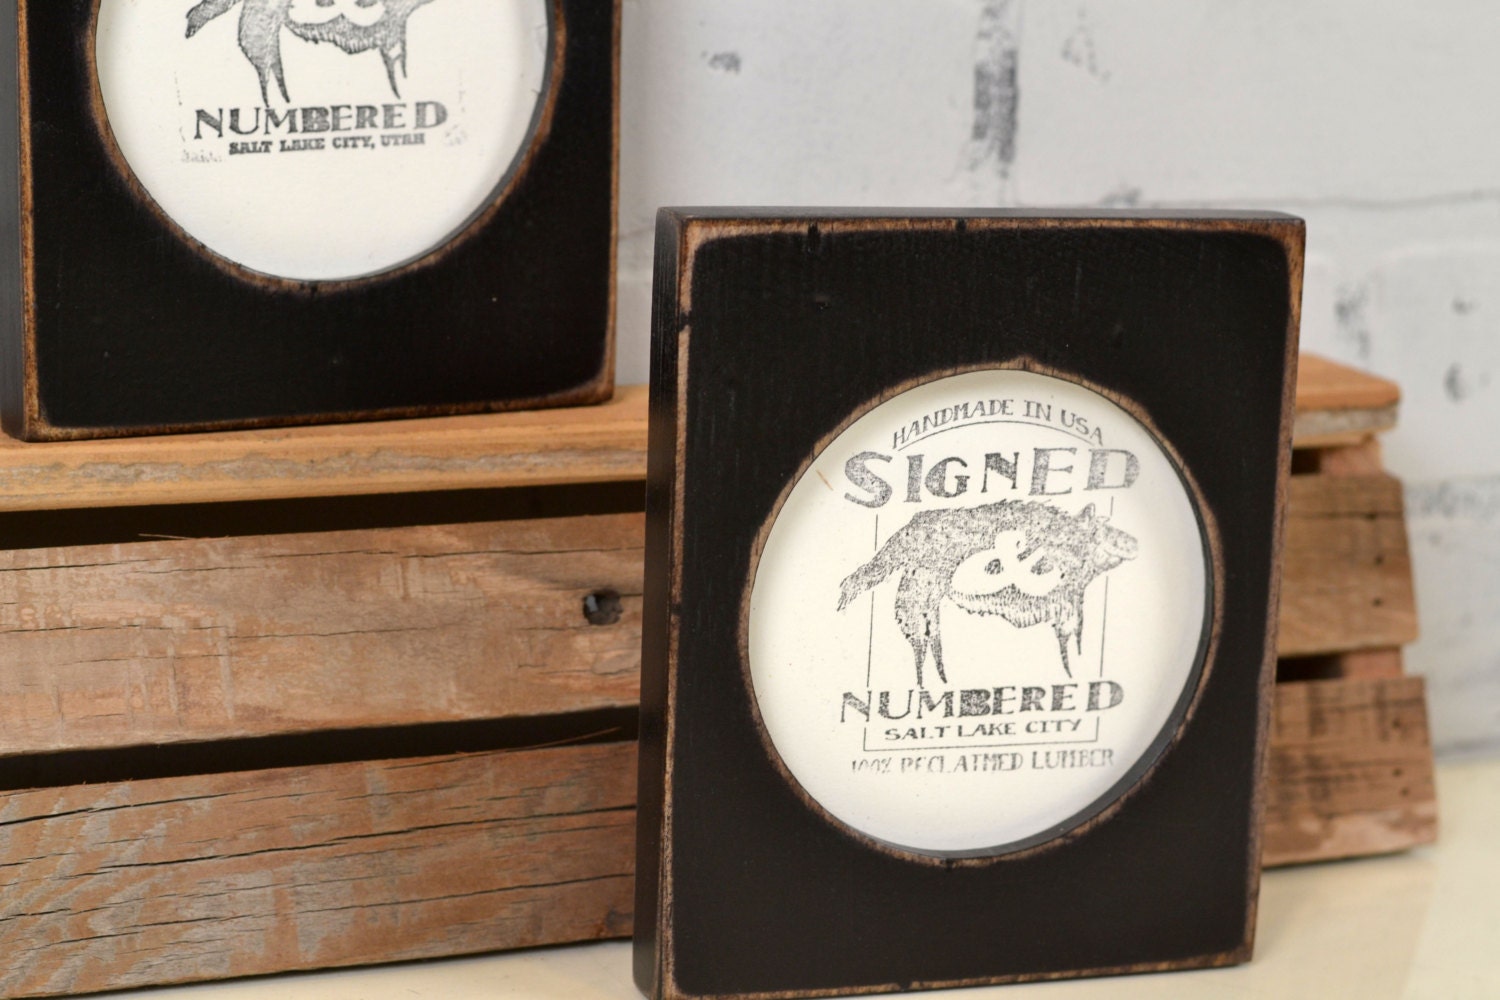 NUMBERED
SALT LAKE CITY, UTAH
HANDMADE IN USA
SIGNED
&
NUMBERED
SALT LAKE CITY
100% RECLAIMED LUMBER